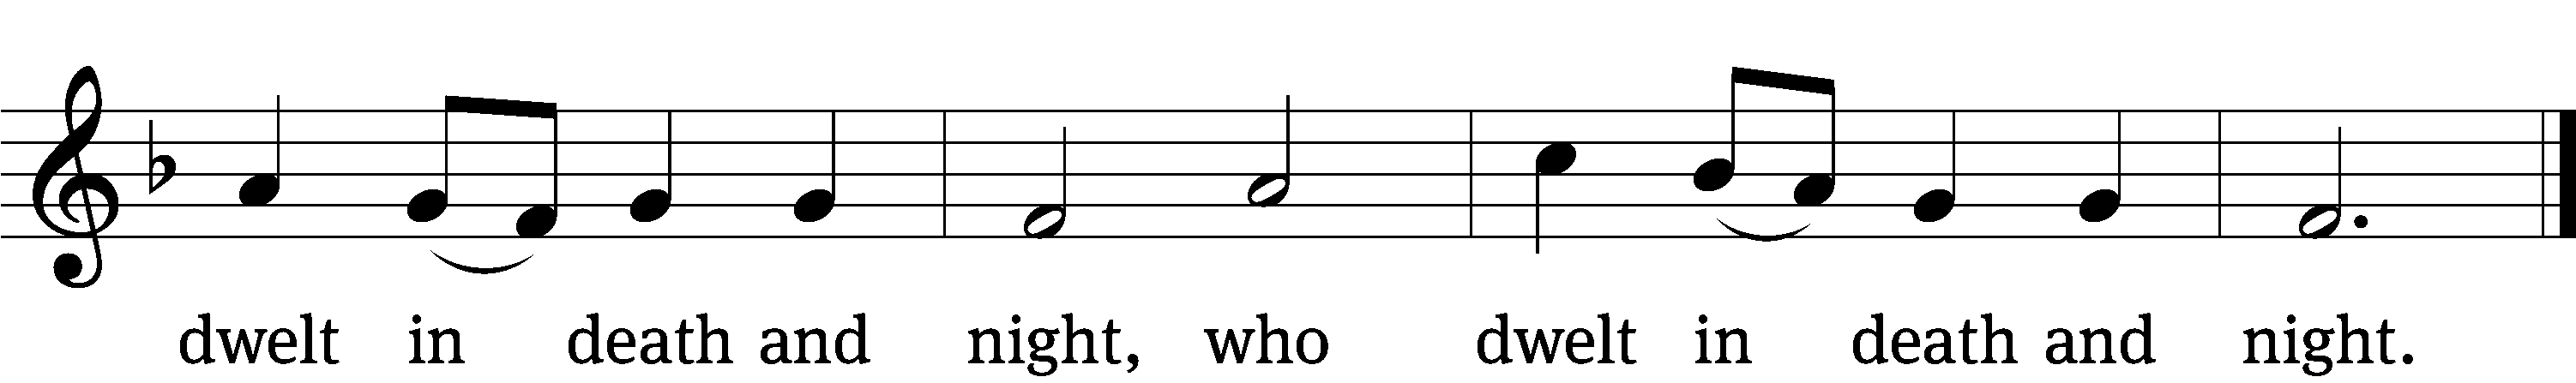 dwelt in death and night, who dwelt in death and night.